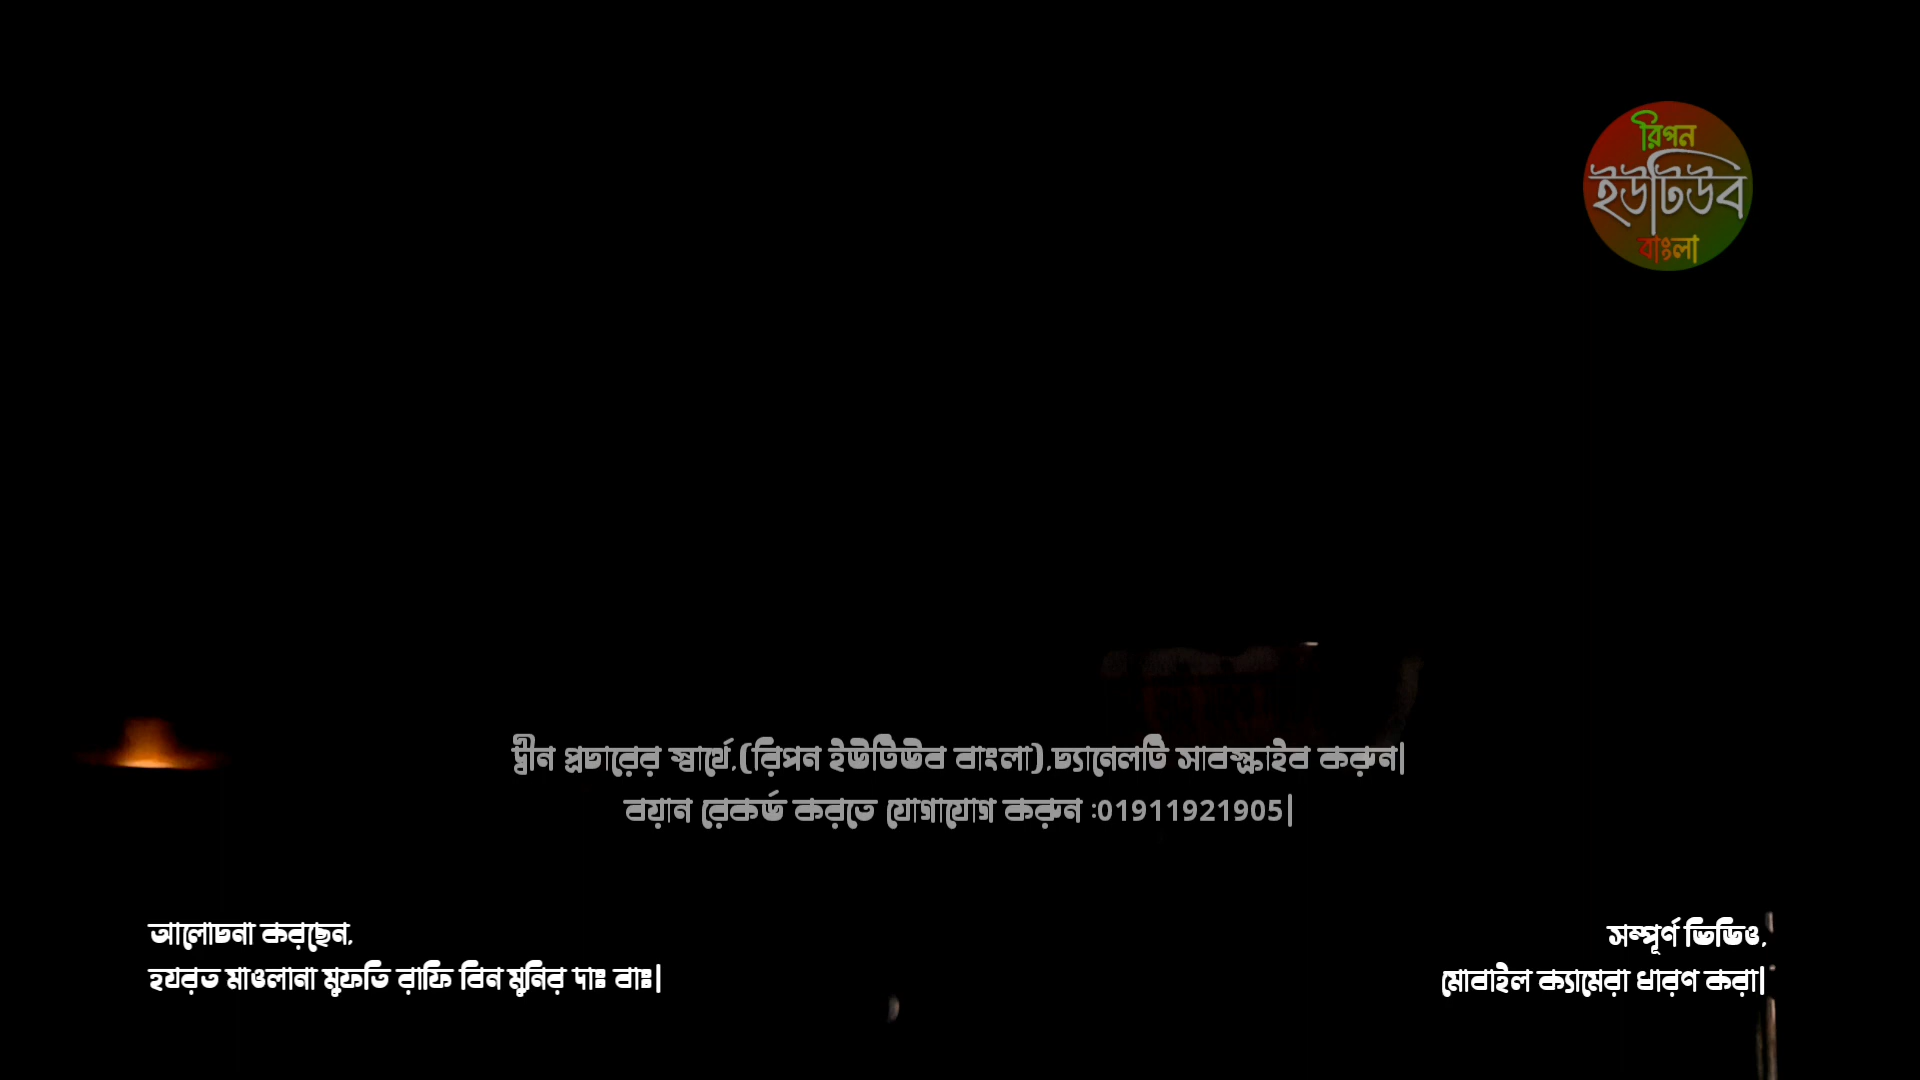 রিপন
ইউটিউব
বাংলা
দ্বীন প্রচারের স্বার্থে,(রিপন ইউটিউব বাংলা),চ্যানেলটি সাবস্ক্রাইব করুন|
বয়ান রেকর্ড করতে যোগাযোগ করুন :01911921905|
আলোচনা করছেন,
হযরত মাওলানা মুফতি রাফি বিন মুনির দাঃ বাঃ|
সম্পূর্ণ ভিডিও,
মোবাইল ক্যামেরা ধারণ করা|